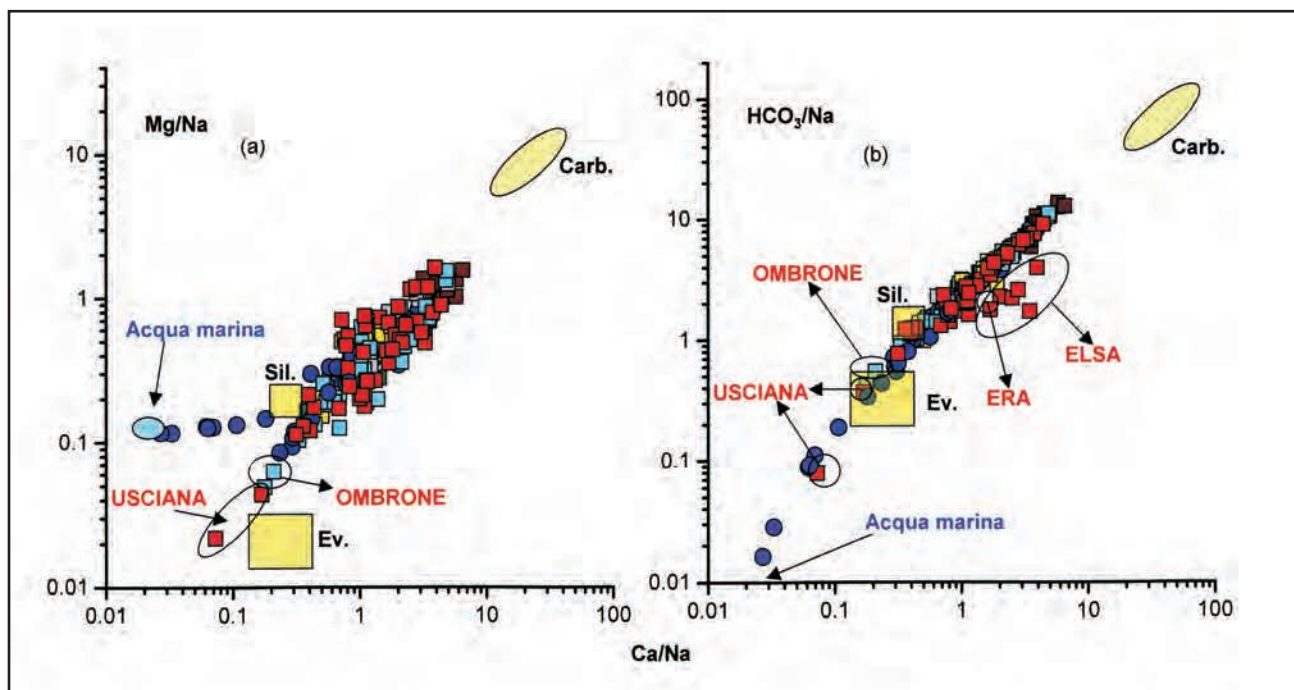 Mg/Na
(a)
10
1
0.1
0.01
Carb.
Acqua marina
Sil.
USCIANA
OMBRONE
Ev.
0.01
0.1
1
10
100
HCO₃/Na
(b)
100
10
1
0.1
0.01
Carb.
OMBRONE
Sil.
USCIANA
ELSA
ERA
Ev.
Acqua marina
0.01
0.1
1
10
100
Ca/Na